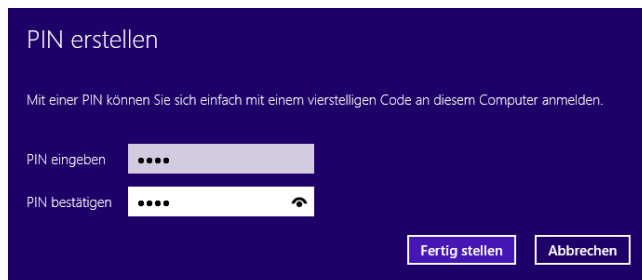 PIN erstellen
Mit einer PIN können Sie sich einfach mit einem vierstelligen Code an diesem Computer anmelden.
PIN eingeben ••••
PIN bestätigen ••••
Fertig stellen Abbrechen